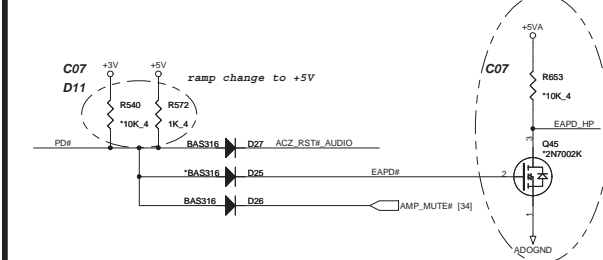 +5VA
C07 +3V +5V
D11
ramp change to +5V
C07
R540
*10K_4
R572
1K_4
R653
*10K_4
EAPD_HP
PD#
BAS316 D27 ACZ_RST#_AUDIO
3
Q45
*2N7002K
*BAS316 D25 EAPD# 2
BAS316 D26 AMP_MUTE# [34]
1
ADOGND